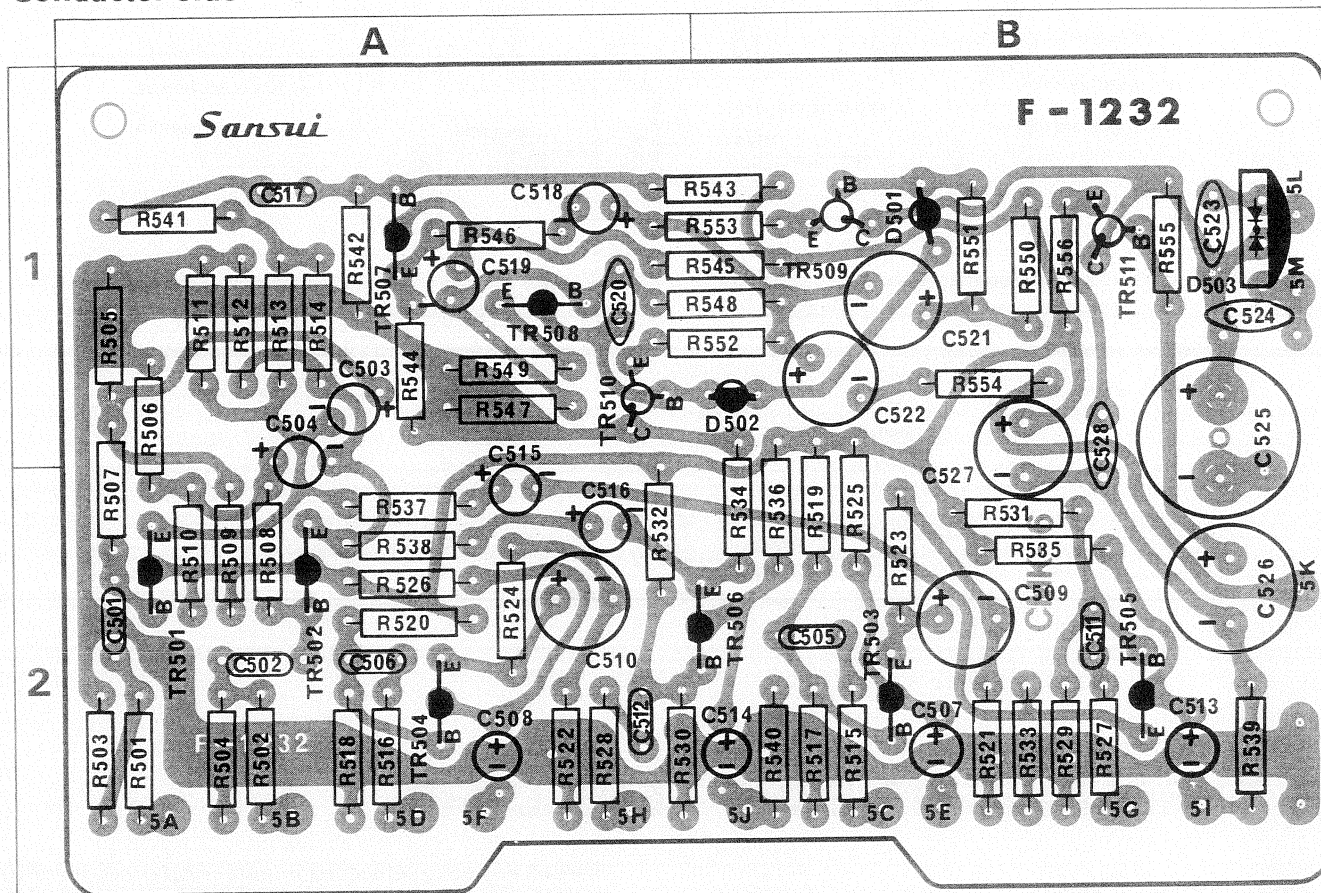 A B
Sansui F-1232
1
C517 B C518 R543 B D501 E C523 5L
R541 R542 R546 R553 E C R551 R550 R556 C B R555
TR507 E C519 R545 TR509 TR511 D503 5M
R505 R511 R512 R513 R514 E B C520 R548 C521 C524
TR508 R552
R544 C503 R549 E R554
R506 C504 R547 TR510 B C D502 C522 C528 C525
R507 C515 C527
R537 C516 R532 R534 R536 R519 R525 R531
R510 R509 R508 E E R538 R523 R535
R526 R524 E C509 C526 5K
C501 B B R520 TR506 C505 TR503 C511 TR505
2
TR501 C502 TR502 C506 E C510 B E B
R503 R501 R504 R502 R518 R516 TR504 B C508 R522 R528 C512 R530 C514 R540 R517 R515 B C507 R521 R533 R529 R527 E C513 R539
5A 5B 5D 5F 5H 5J 5C 5E 5G 5I